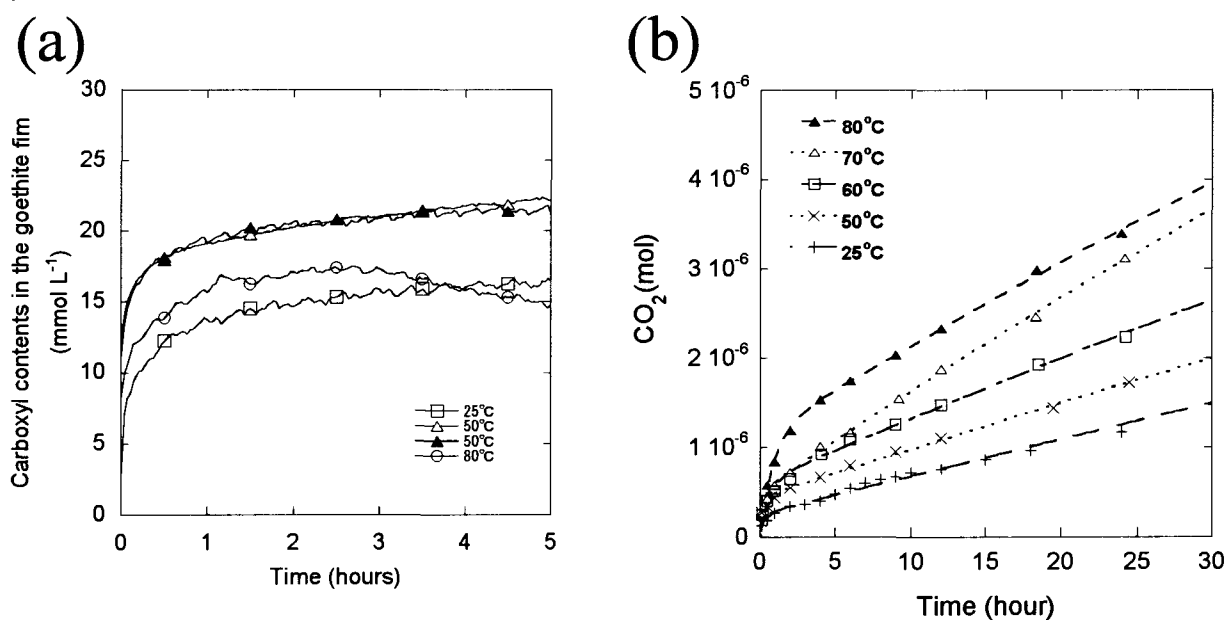 (a)
Carboxyl contents in the goethite fim
(mmol L⁻¹)
30
25
20
15
10
5
0
0 1 2 3 4 5
Time (hours)
25°C
50°C
50°C
80°C
(b)
CO₂(mol)
5 10⁻⁶
4 10⁻⁶
3 10⁻⁶
2 10⁻⁶
1 10⁻⁶
0
0 5 10 15 20 25 30
Time (hour)
80°C
70°C
60°C
50°C
25°C